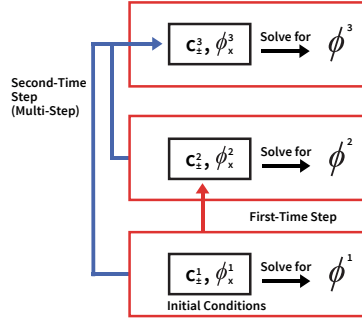 C³±, ϕ³ₓ Solve for ϕ³
Second-Time
Step
(Multi-Step)
C²±, ϕ²ₓ Solve for ϕ²
First-Time Step
C¹±, ϕ¹ₓ Solve for ϕ¹
Initial Conditions